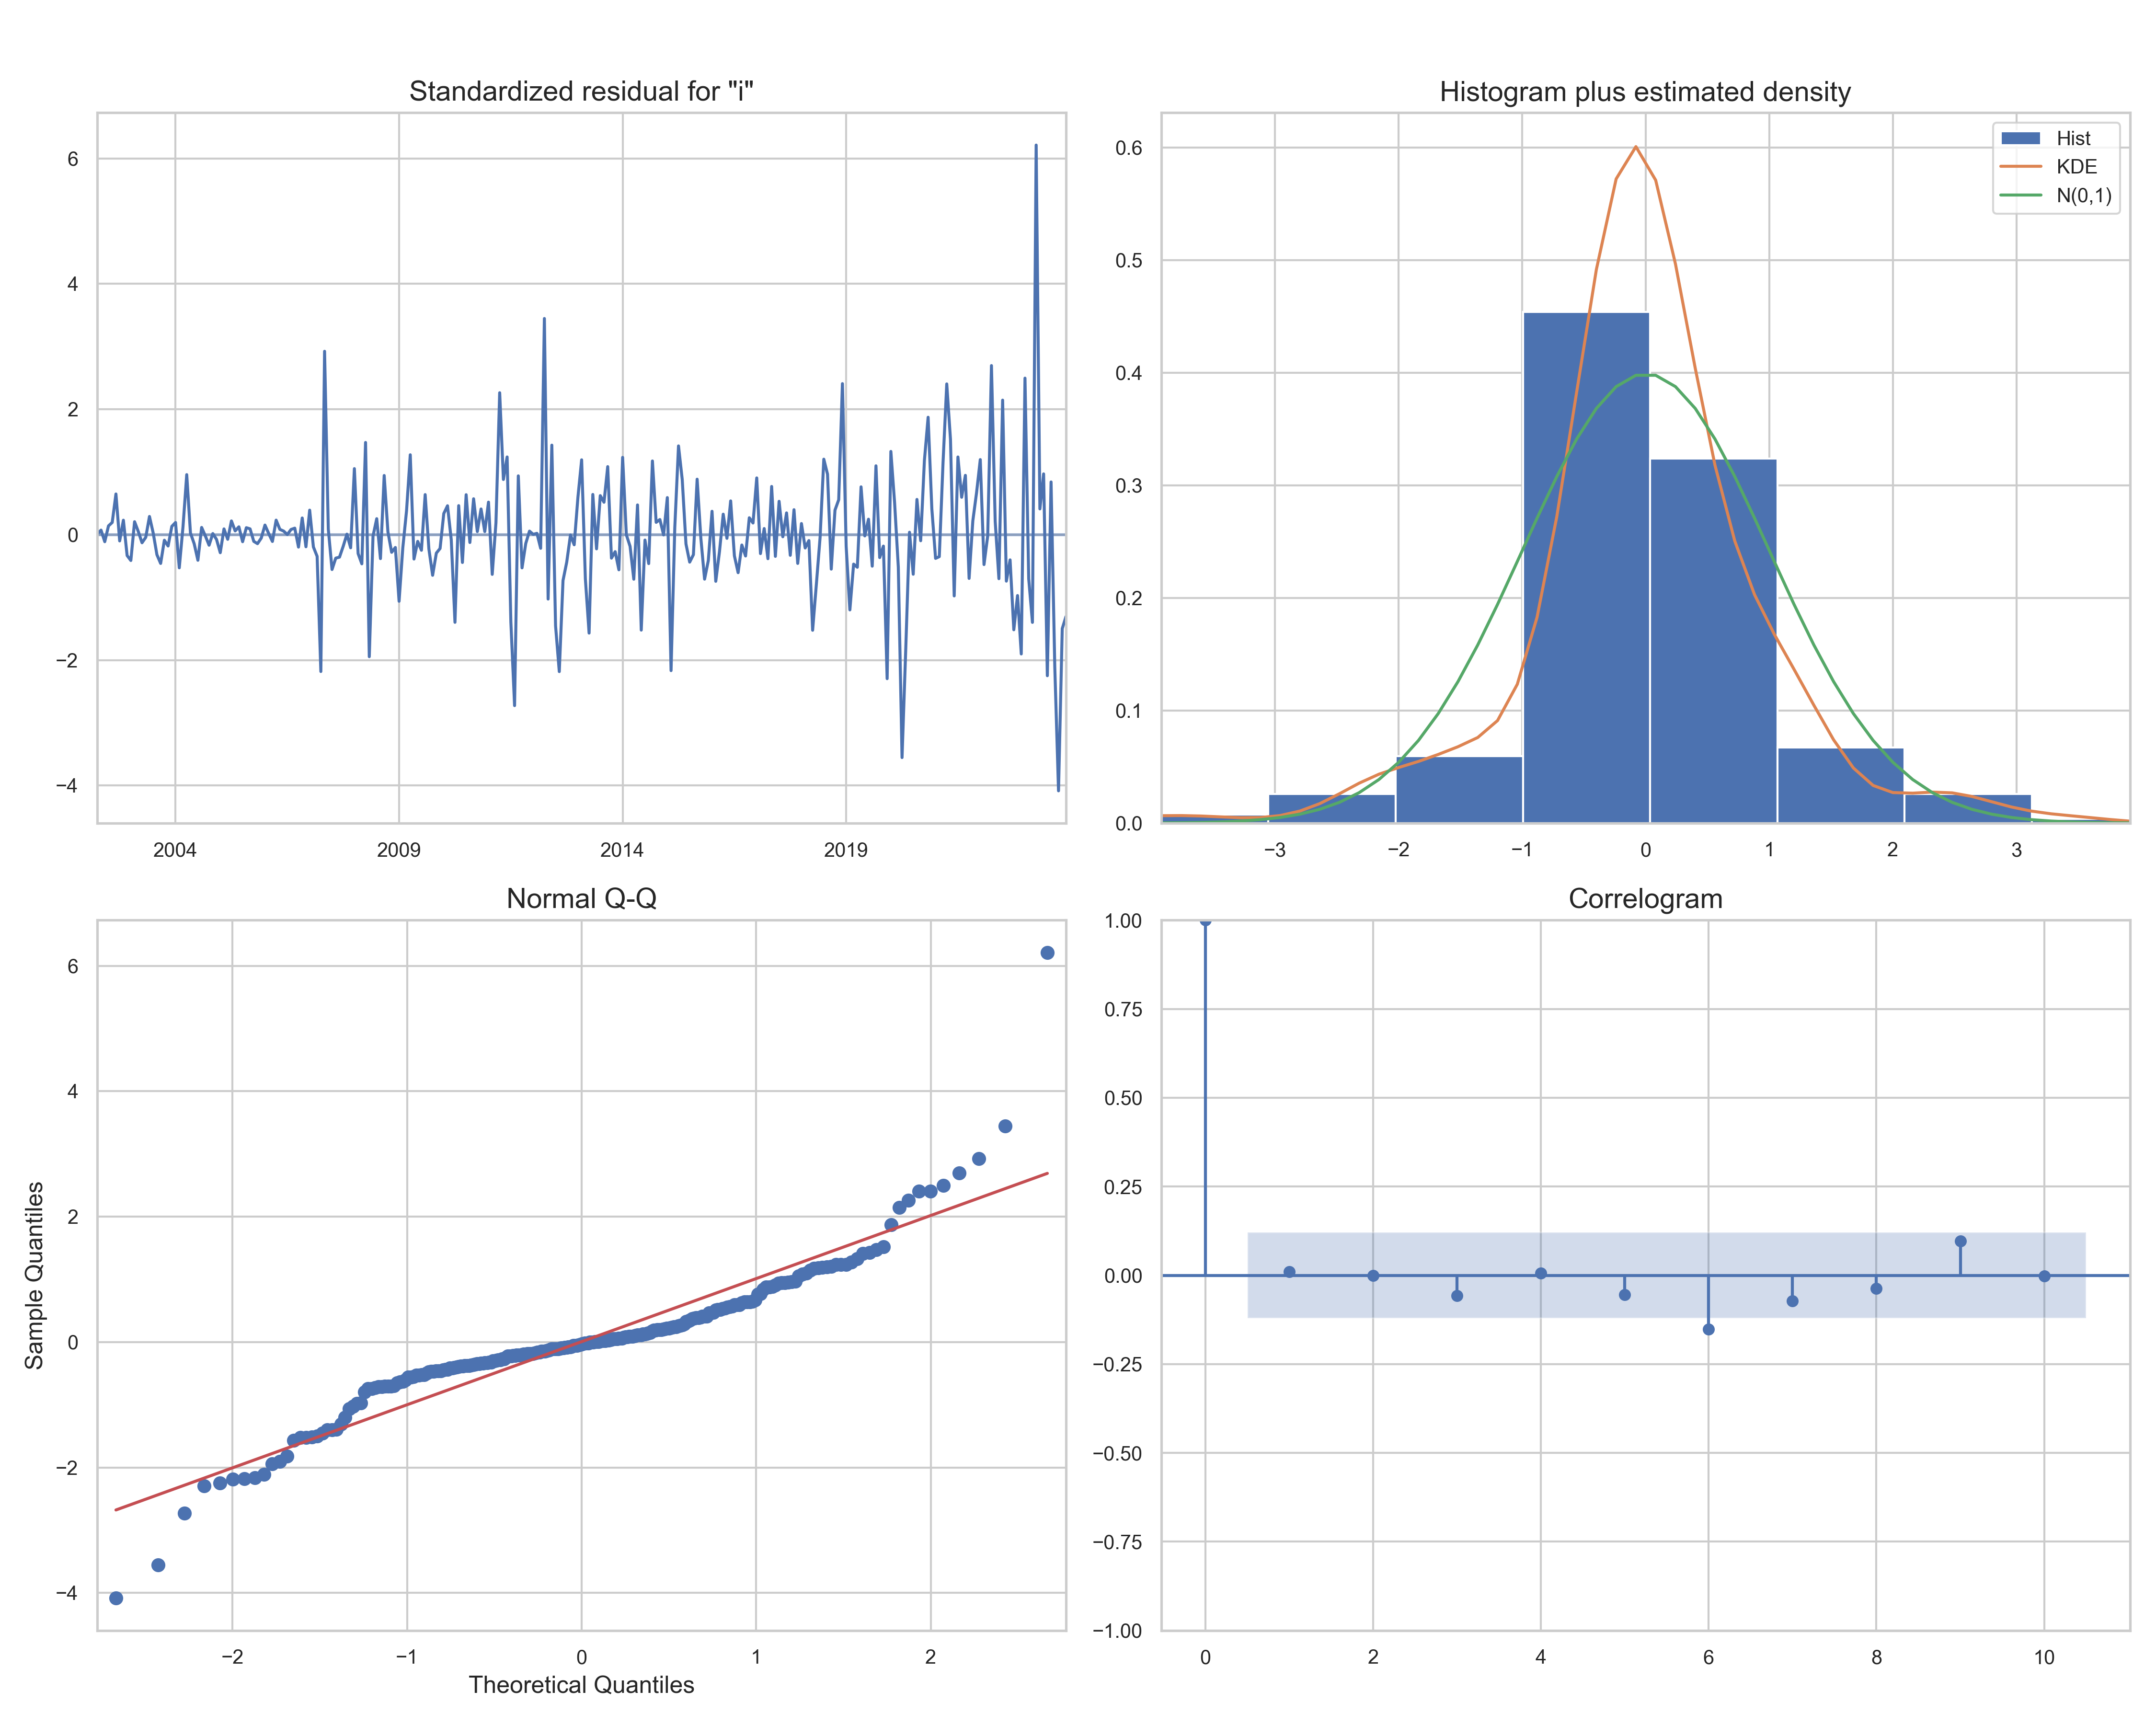 Standardized residual for "i"
6
4
2
0
−2
−4
2004 2009 2014 2019
Histogram plus estimated density
Hist
KDE
N(0,1)
0.6
0.5
0.4
0.3
0.2
0.1
0.0
−3 −2 −1 0 1 2 3
Normal Q-Q
Sample Quantiles
6
4
2
0
−2
−4
−2 −1 0 1 2
Theoretical Quantiles
Correlogram
1.00
0.75
0.50
0.25
0.00
−0.25
−0.50
−0.75
−1.00
0 2 4 6 8 10